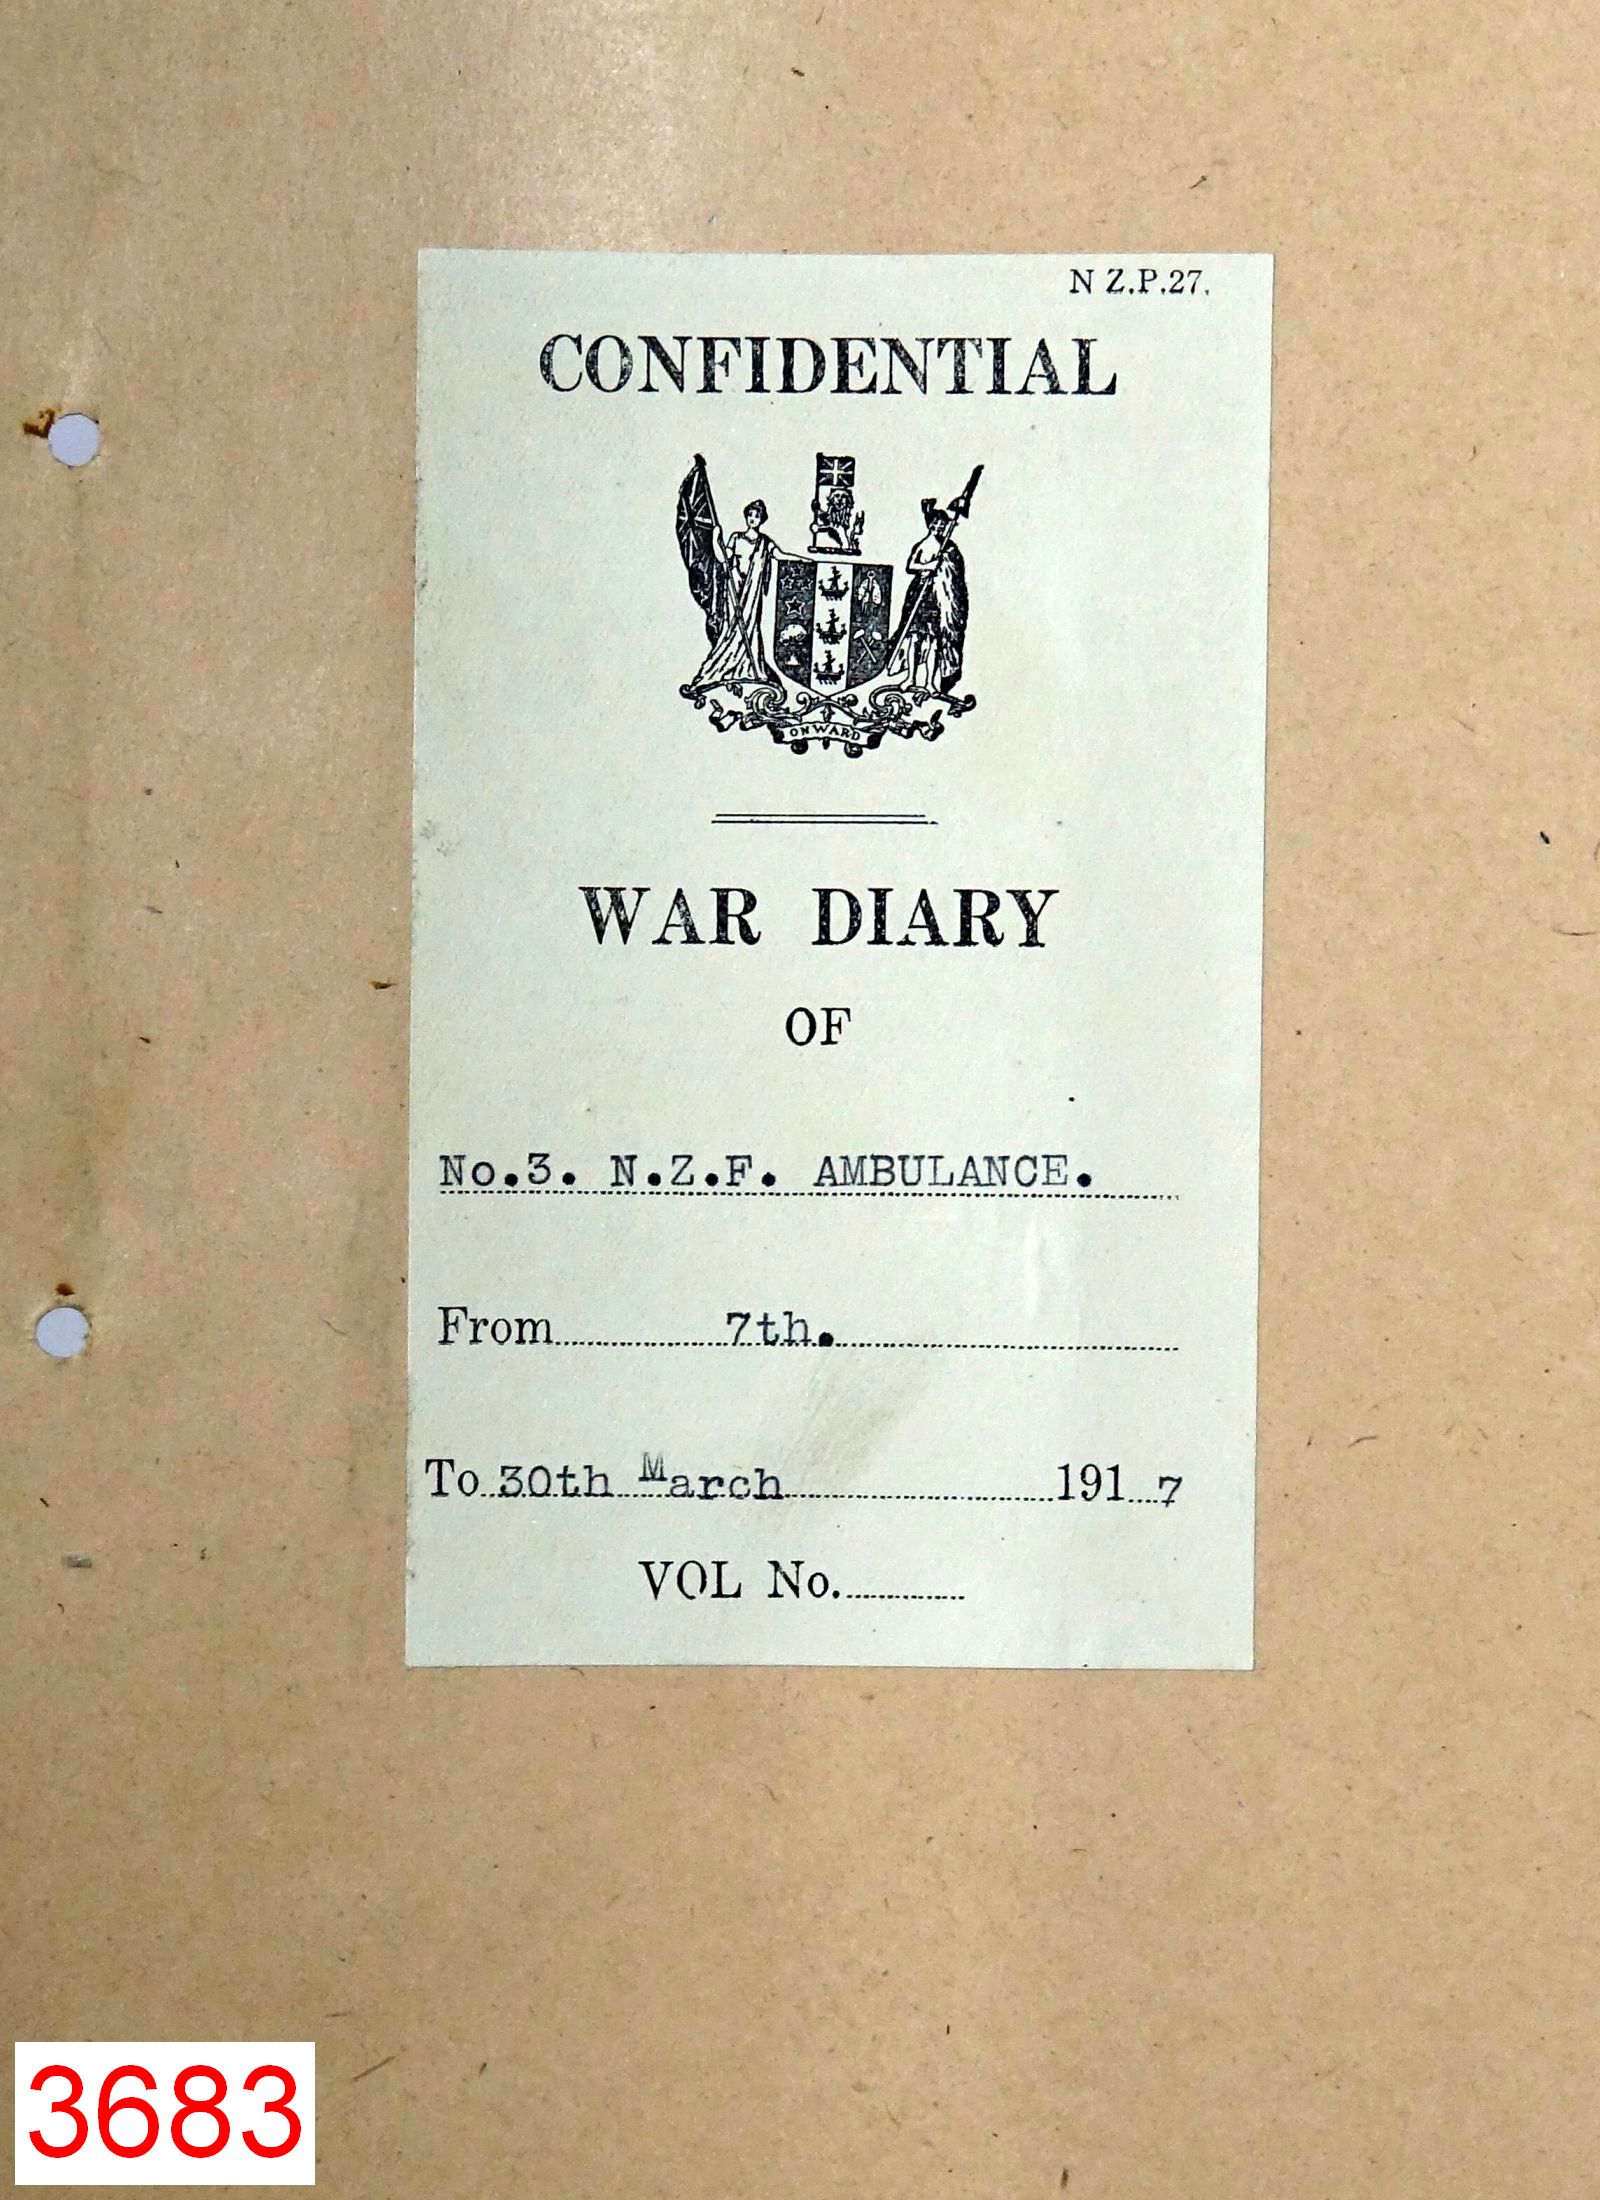 N Z.P.27.
CONFIDENTIAL
ONWARD
WAR DIARY
OF
No.3. N.Z.F. AMBULANCE.
From 7th.
To 30th March 1917
VOL No.
3683